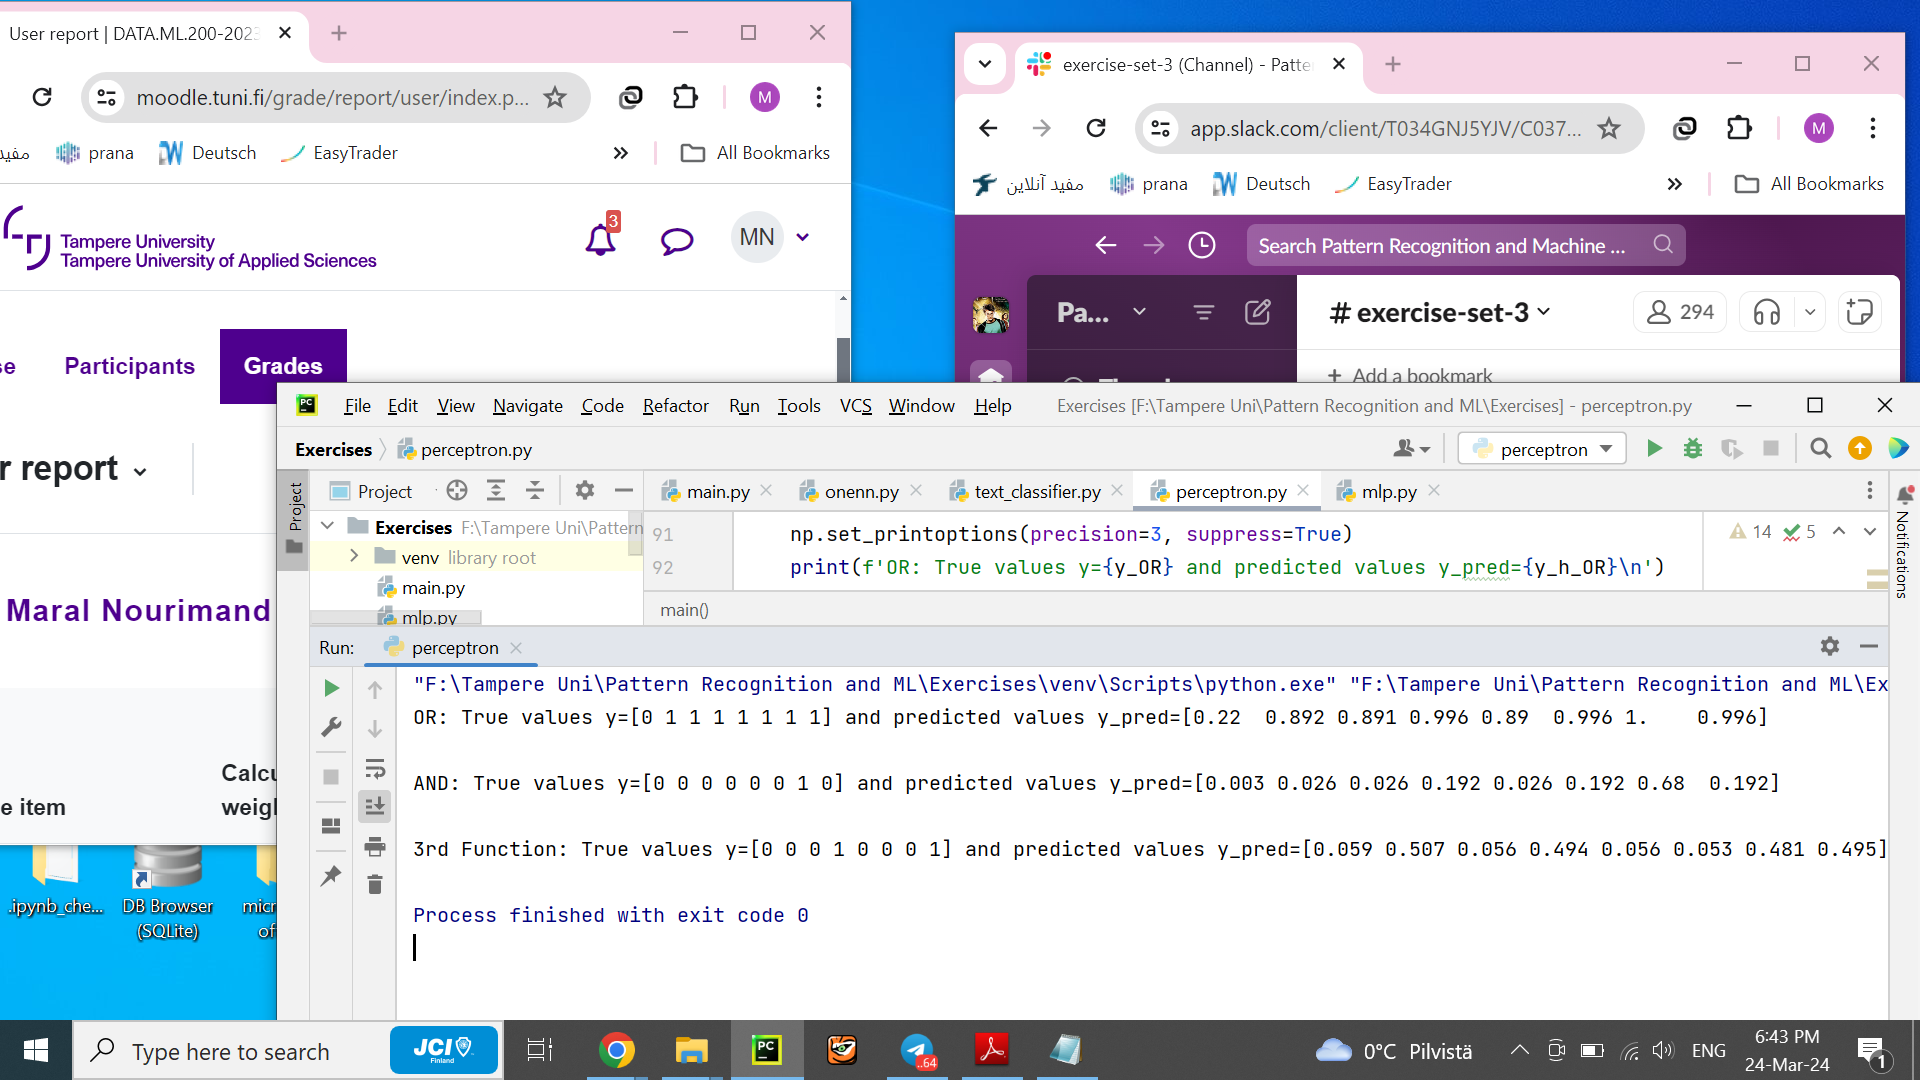 User report | DATA.ML.200-2023
moodle.tuni.fi/grade/report/user/index.p...
M
مفید
prana
Deutsch
EasyTrader
All Bookmarks
Tampere University
Tampere University of Applied Sciences
3
MN
se
Participants
Grades
r report
Maral Nourimand
e item
Calcu
weigh
exercise-set-3 (Channel) - Patte
app.slack.com/client/T034GNJ5YJV/C037...
M
مفید آنلاین
prana
Deutsch
EasyTrader
All Bookmarks
Search Pattern Recognition and Machine ...
Pa...
# exercise-set-3
294
+ Add a bookmark
PC
File Edit View Navigate Code Refactor Run Tools VCS Window Help
Exercises [F:\Tampere Uni\Pattern Recognition and ML\Exercises] - perceptron.py
Exercises
perceptron.py
perceptron
Project
Project
main.py
onenn.py
text_classifier.py
perceptron.py
mlp.py
Exercises F:\Tampere Uni\Pattern
venv library root
main.py
mlp.py
91 np.set_printoptions(precision=3, suppress=True)
92 print(f'OR: True values y={y_OR} and predicted values y_pred={y_h_OR}\n')
14
5
main()
Notifications
Run:
perceptron
"F:\Tampere Uni\Pattern Recognition and ML\Exercises\venv\Scripts\python.exe" "F:\Tampere Uni\Pattern Recognition and ML\Ex
OR: True values y=[0 1 1 1 1 1 1 1] and predicted values y_pred=[0.22  0.892 0.891 0.996 0.89  0.996 1.    0.996]
AND: True values y=[0 0 0 0 0 0 1 0] and predicted values y_pred=[0.003 0.026 0.026 0.192 0.026 0.192 0.68  0.192]
3rd Function: True values y=[0 0 0 1 0 0 0 1] and predicted values y_pred=[0.059 0.507 0.056 0.494 0.056 0.053 0.481 0.495]
Process finished with exit code 0
.ipynb_che...
DB Browser
(SQLite)
micr
of
Type here to search
JCI
Finland
PC
..64
0°C Pilvistä
ENG
6:43 PM
24-Mar-24
1